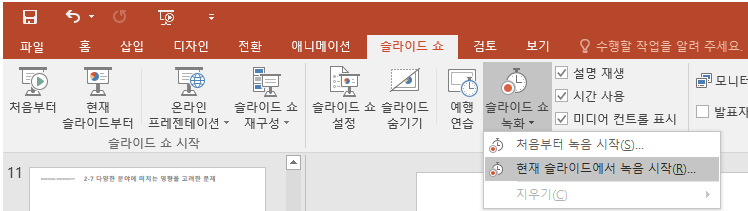 파일 홈 삽입 디자인 전환 애니메이션 슬라이드 쇼 검토 보기 수행할 작업을 알려 주세요.
처음부터
현재
슬라이드부터
온라인
프레젠테이션
슬라이드 쇼
재구성
슬라이드 쇼
설정
슬라이드
숨기기
예행
연습
슬라이드 쇼
녹화
설명 재생
시간 사용
미디어 컨트롤 표시
모니터
발표자
슬라이드 쇼 시작
처음부터 녹음 시작(S)...
현재 슬라이드에서 녹음 시작(R)...
지우기(C)
11
2-7 다양한 분야에 미치는 영향을 고려한 문제